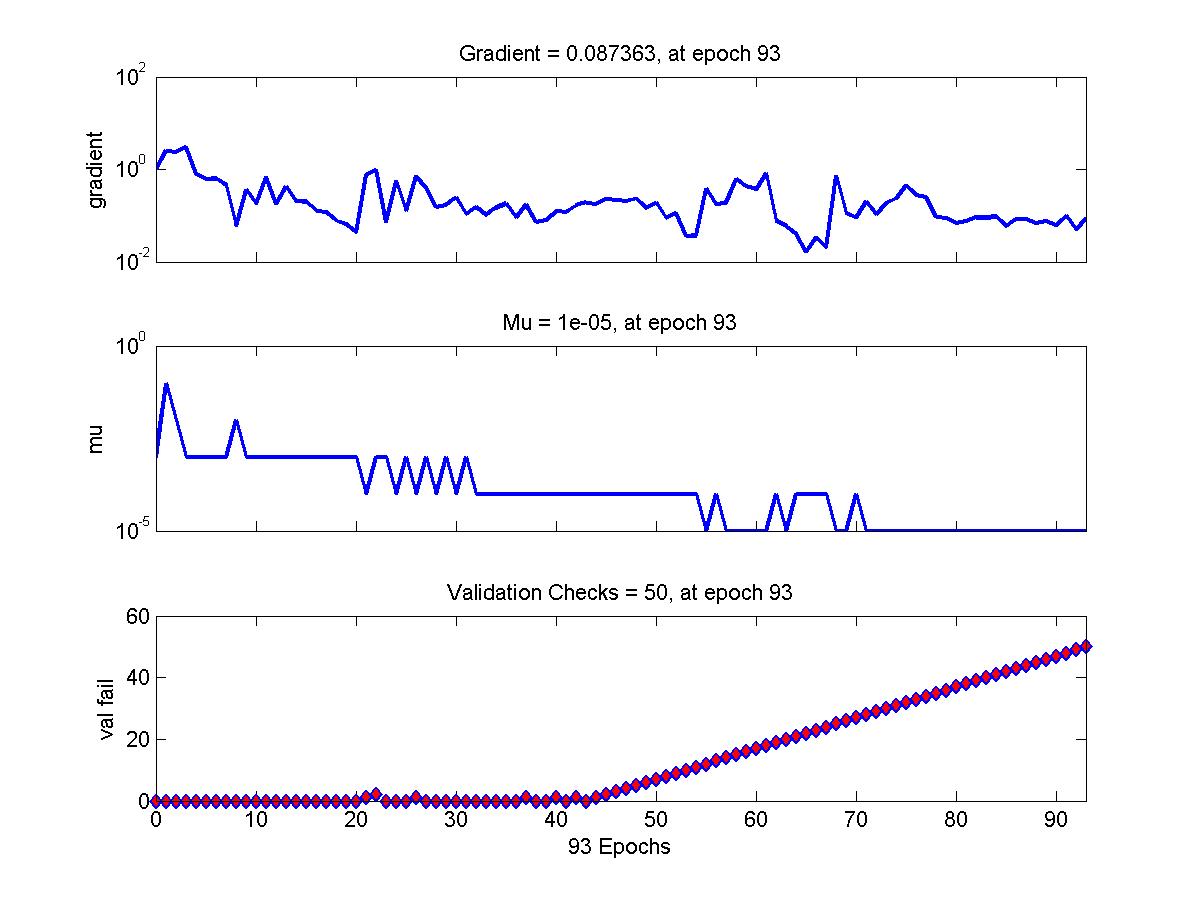 Gradient = 0.087363, at epoch 93
10^2
10^0
10^-2
gradient
Mu = 1e-05, at epoch 93
10^0
10^-5
mu
Validation Checks = 50, at epoch 93
60
40
20
0
val fail
0 10 20 30 40 50 60 70 80 90
93 Epochs